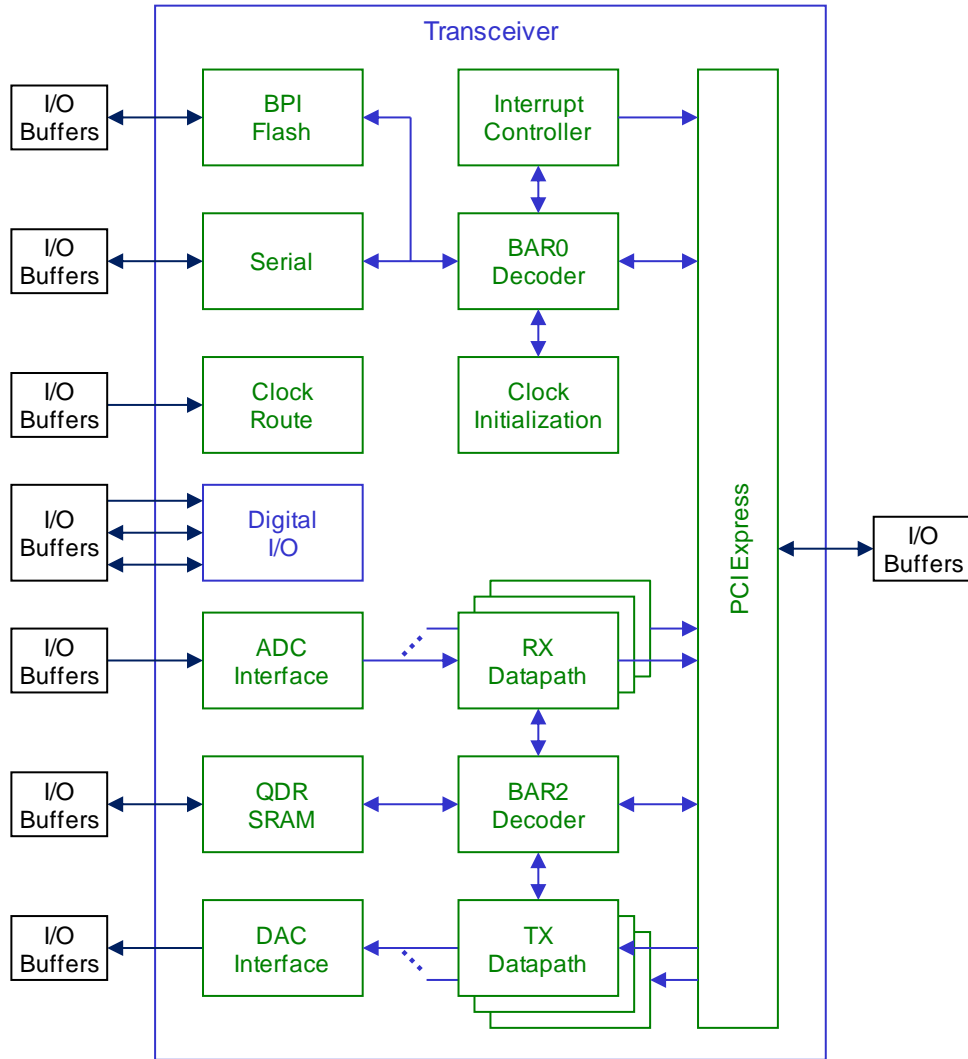 Transceiver
I/O
Buffers
BPI
Flash
Interrupt
Controller
I/O
Buffers
Serial
BAR0
Decoder
I/O
Buffers
Clock
Route
Clock
Initialization
I/O
Buffers
Digital
I/O
PCI Express
I/O
Buffers
I/O
Buffers
ADC
Interface
RX
Datapath
I/O
Buffers
QDR
SRAM
BAR2
Decoder
I/O
Buffers
DAC
Interface
TX
Datapath